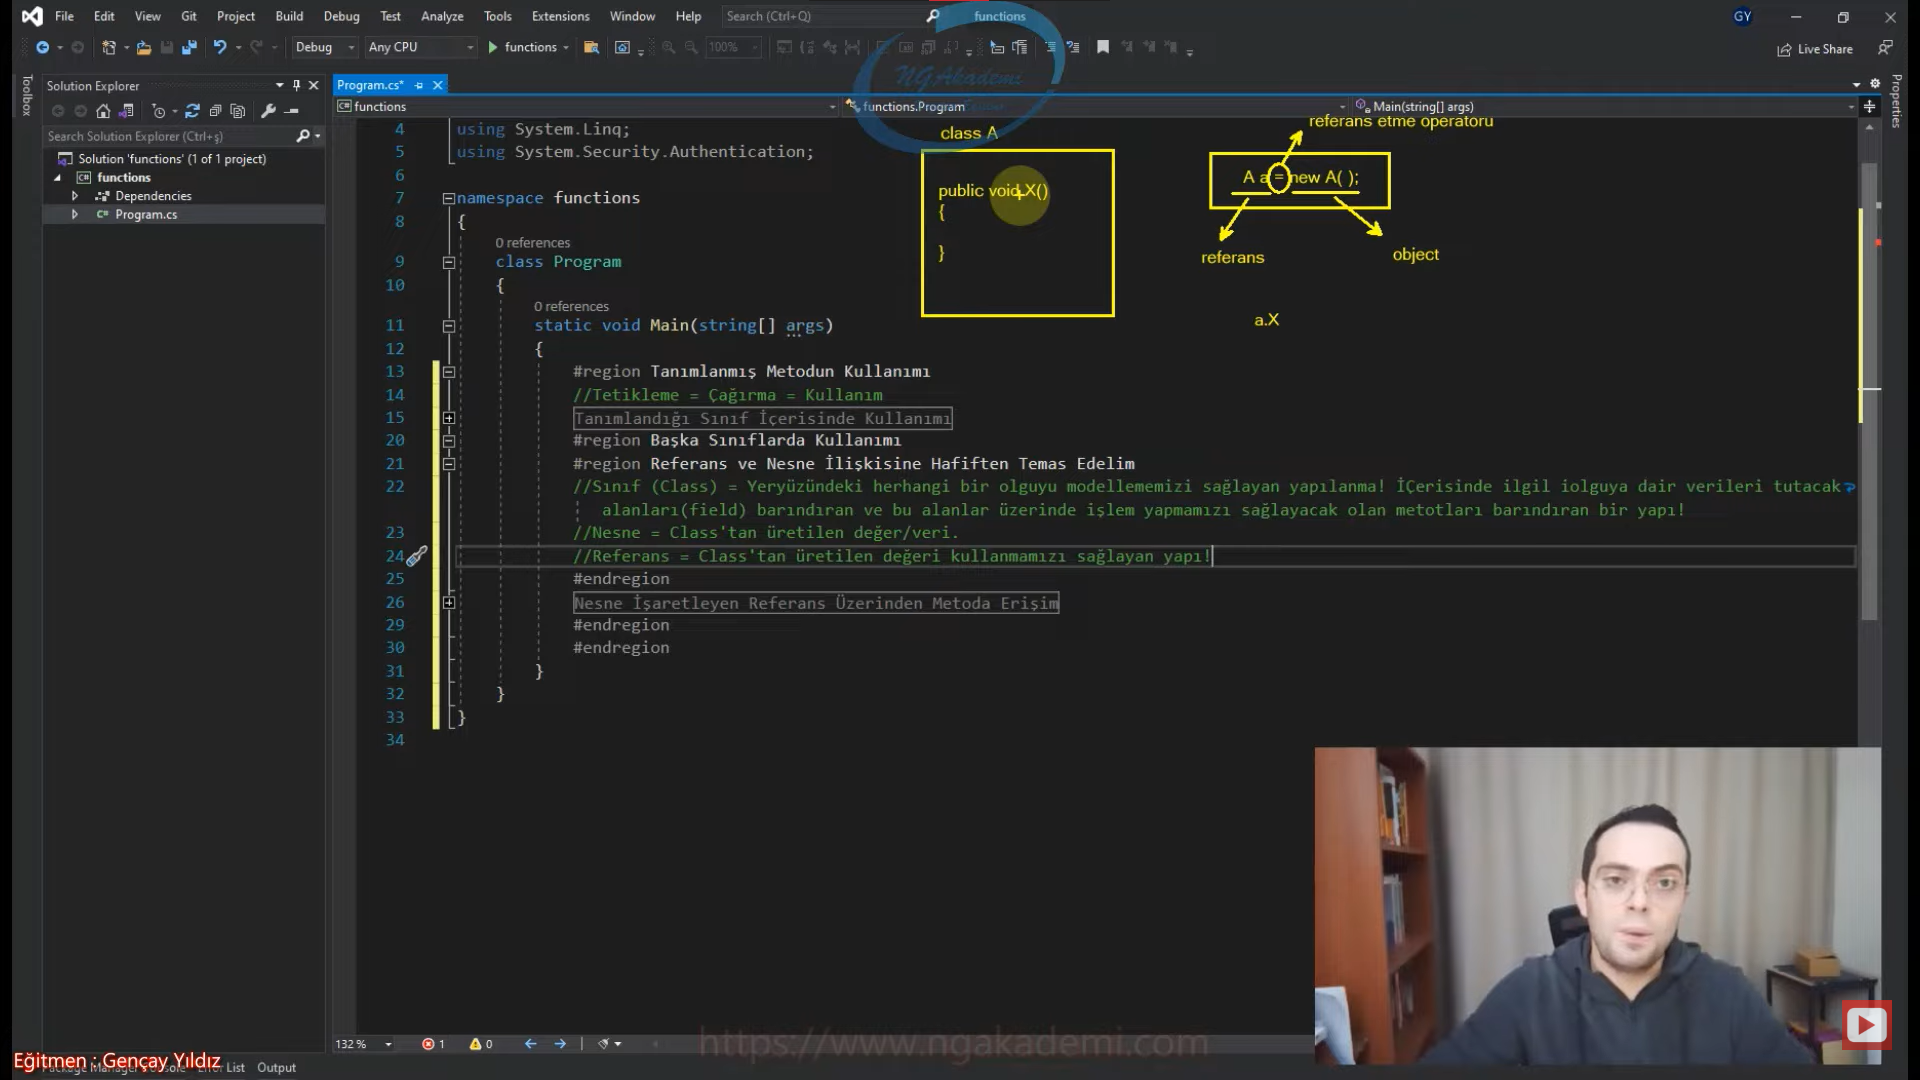 File Edit View Git Project Build Debug Test Analyze Tools Extensions Window Help Search (Ctrl+Q) functions GY
Debug Any CPU functions 100% Live Share
Toolbox
Solution Explorer
Search Solution Explorer (Ctrl+ş)
Solution 'functions' (1 of 1 project)
functions
Dependencies
C# Program.cs
Program.cs*
functions functions.Program Main(string[] args)
Properties
NGAkademi
4 using System.Linq;
5 using System.Security.Authentication;
6
7 namespace functions
8 {
0 references
9 class Program
10 {
0 references
11 static void Main(string[] args)
12 {
13 #region Tanımlanmış Metodun Kullanımı
14 //Tetikleme = Çağırma = Kullanım
15 Tanımlandığı Sınıf İçerisinde Kullanımı
20 #region Başka Sınıflarda Kullanımı
21 #region Referans ve Nesne İlişkisine Hafiften Temas Edelim
22 //Sınıf (Class) = Yeryüzündeki herhangi bir olguyu modellememizi sağlayan yapılanma! İÇerisinde ilgil iolguya dair verileri tutacak
alanları(field) barındıran ve bu alanlar üzerinde işlem yapmamızı sağlayacak olan metotları barındıran bir yapı!
23 //Nesne = Class'tan üretilen değer/veri.
24 //Referans = Class'tan üretilen değeri kullanmamızı sağlayan yapı!
25 #endregion
26 Nesne İşaretleyen Referans Üzerinden Metoda Erişim
29 #endregion
30 #endregion
31 }
32 }
33 }
34
class A
public void X()
{
}
referans etme operatörü
A a = new A( );
referans
object
a.X
132 % 1 0
https://www.ngakademi.com
Eğitmen : Gençay Yıldız
Package Manager Console Error List Output